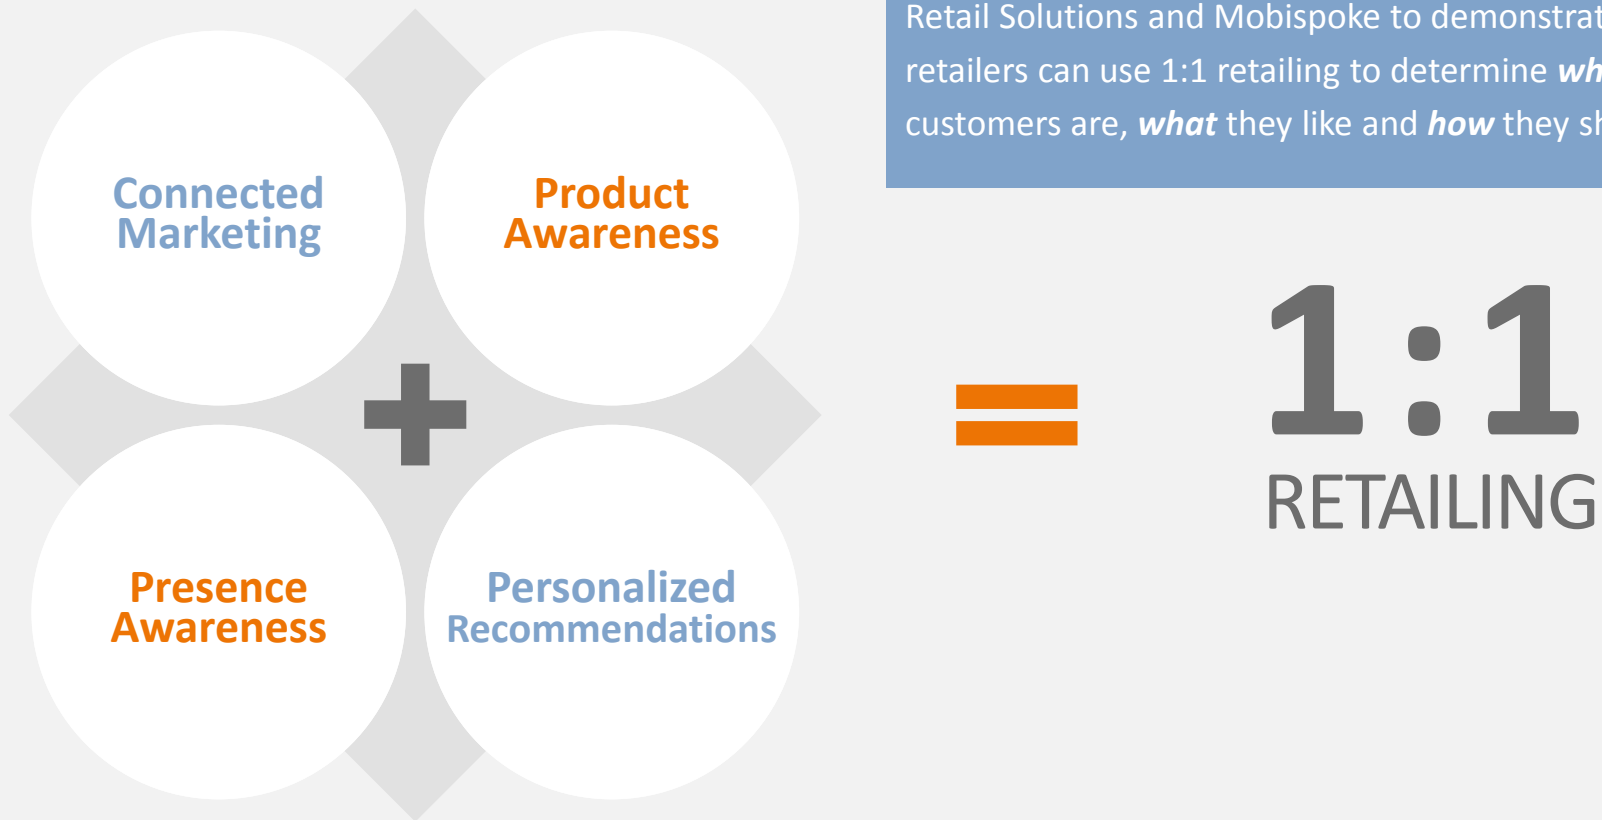 Retail Solutions and Mobispoke to
retailers can use 1:1 retailing to determine
customers are, what they like and how they
Connected
Marketing
Product
Awareness
+
=
1:1
RETAILING
Presence
Awareness
Personalized
Recommendations